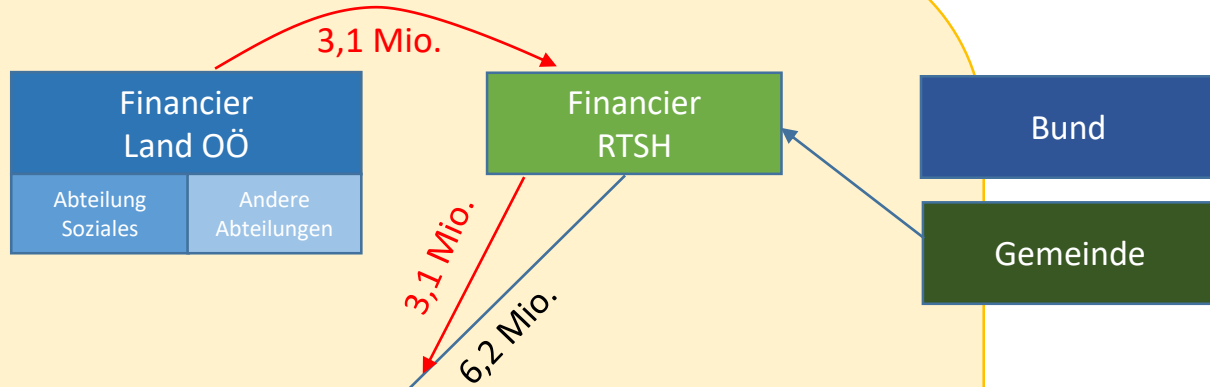 3,1 Mio.
Financier
Land OÖ
Abteilung
Soziales
Andere
Abteilungen
Financier
RTSH
Bund
Gemeinde
3,1 Mio.
6,2 Mio.